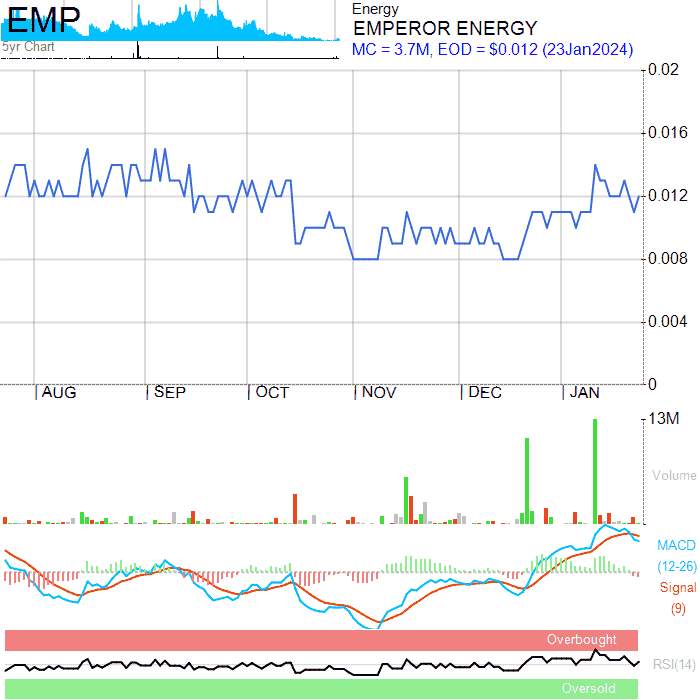 EMP
5yr Chart
Energy
EMPEROR ENERGY
MC = 3.7M, EOD = $0.012 (23Jan2024)
0.02
0.016
0.012
0.008
0.004
0
AUG SEP OCT NOV DEC JAN
13M
Volume
MACD
(12-26)
Signal
(9)
Overbought
RSI(14)
Oversold